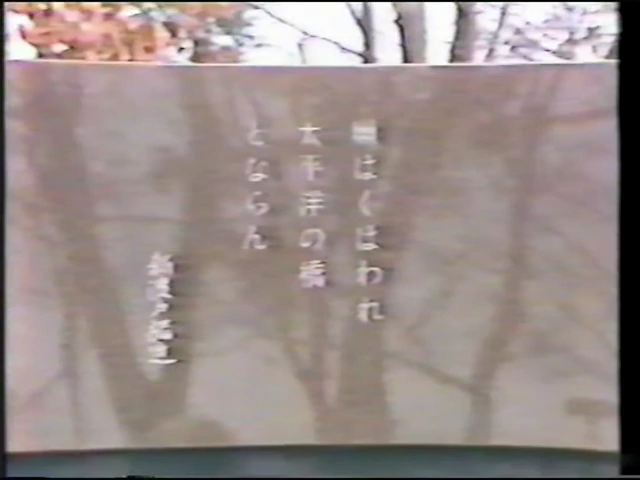 願はくはわれ
太平洋の橋
とならん
新渡戸稲造